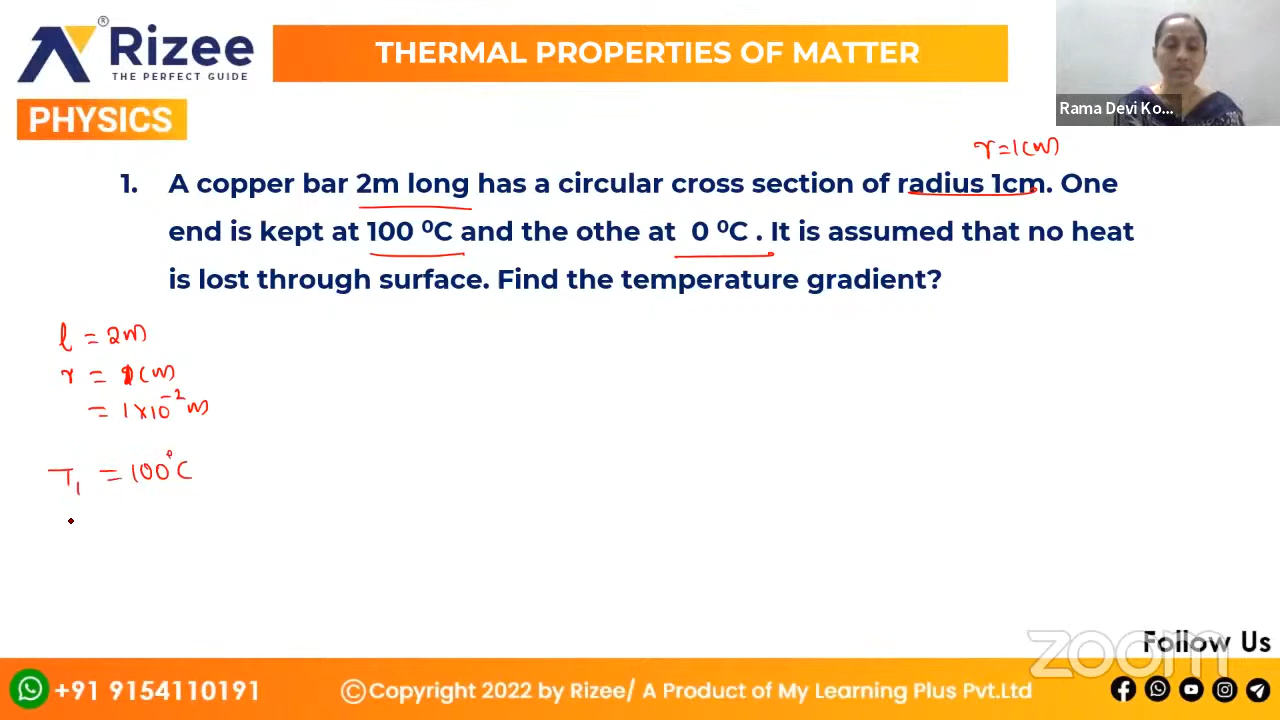 Rizee®
THE PERFECT GUIDE
THERMAL PROPERTIES OF MATTER
PHYSICS
Rama Devi Ko...
r=1cm
1. A copper bar 2m long has a circular cross section of radius 1cm. One
end is kept at 100 ⁰C and the othe at 0 ⁰C . It is assumed that no heat
is lost through surface. Find the temperature gradient?
l = 2m
r = 1cm
= 1×10⁻² m
T₁ = 100°C
Follow Us
zoom
+91 9154110191
©Copyright 2022 by Rizee/ A Product of My Learning Plus Pvt.Ltd